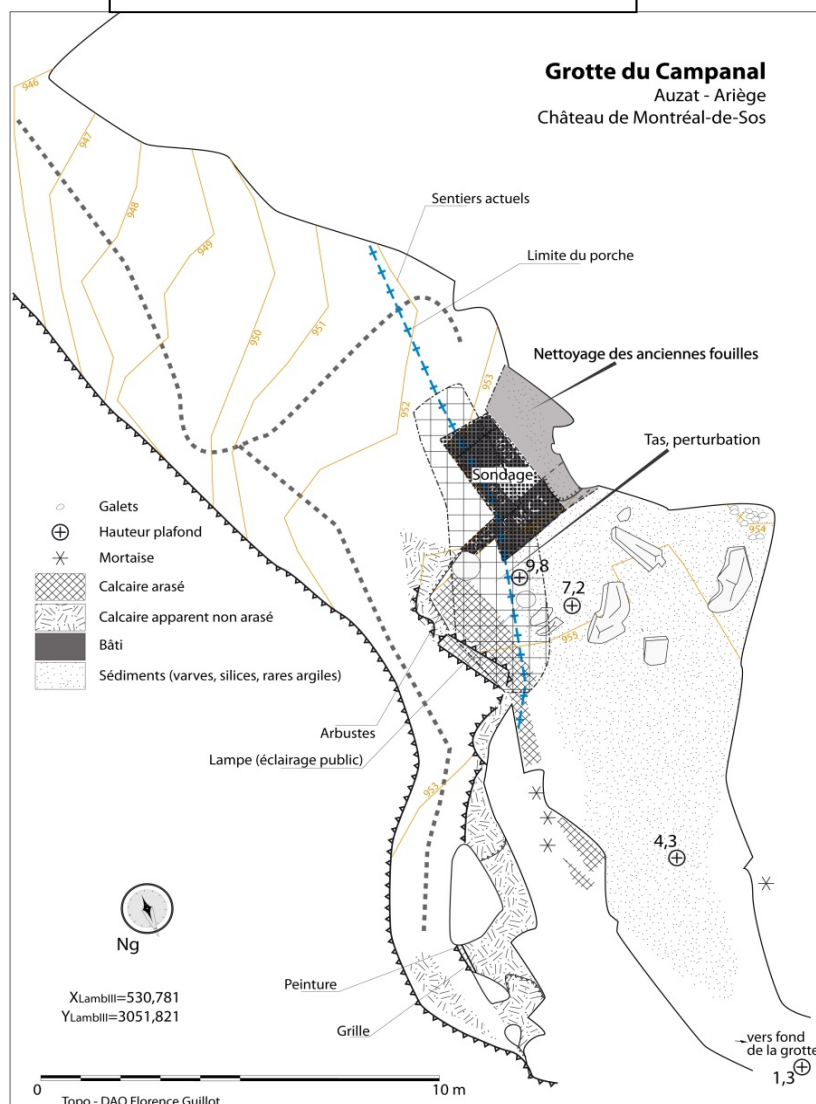 Grotte du Campanal
Auzat - Ariège
Château de Montréal-de-Sos
946
947
948
949
950
951
952
953
Sentiers actuels
Limite du porche
Nettoyage des anciennes fouilles
Tas, perturbation
Sondage
954
9,8
7,2
955
Galets
Hauteur plafond
Mortaise
Calcaire arasé
Calcaire apparent non arasé
Bâti
Sédiments (varves, silices, rares argiles)
Arbustes
Lampe (éclairage public)
953
4,3
Ng
Peinture
Grille
XLambIII=530,781
YLambIII=3051,821
vers fond
de la grotte
1,3
0
10 m
Topo - DAO Florence Guillot